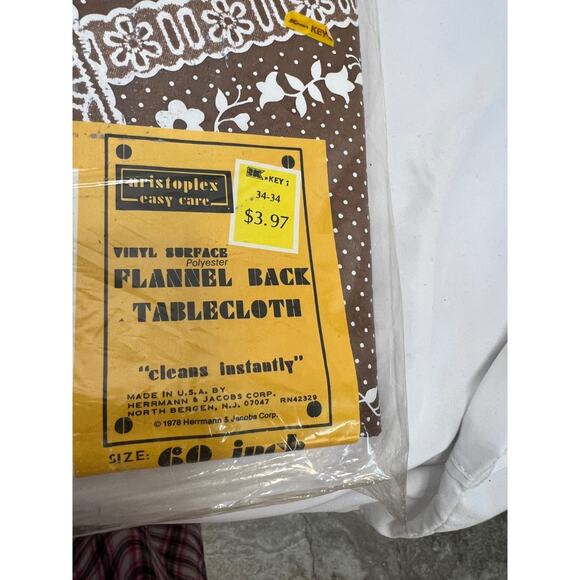 KEY
aristoplex
easy care
K KEY 7
34-34
$3.97
VINYL SURFACE
Polyester
FLANNEL BACK
TABLECLOTH
"cleans instantly"
MADE IN U.S.A. BY
HERRMANN & JACOBS CORP.
NORTH BERGEN, N.J. 07047 RN42329
© 1978 Herrmann & Jacobs Corp.
SIZE: 60 inch